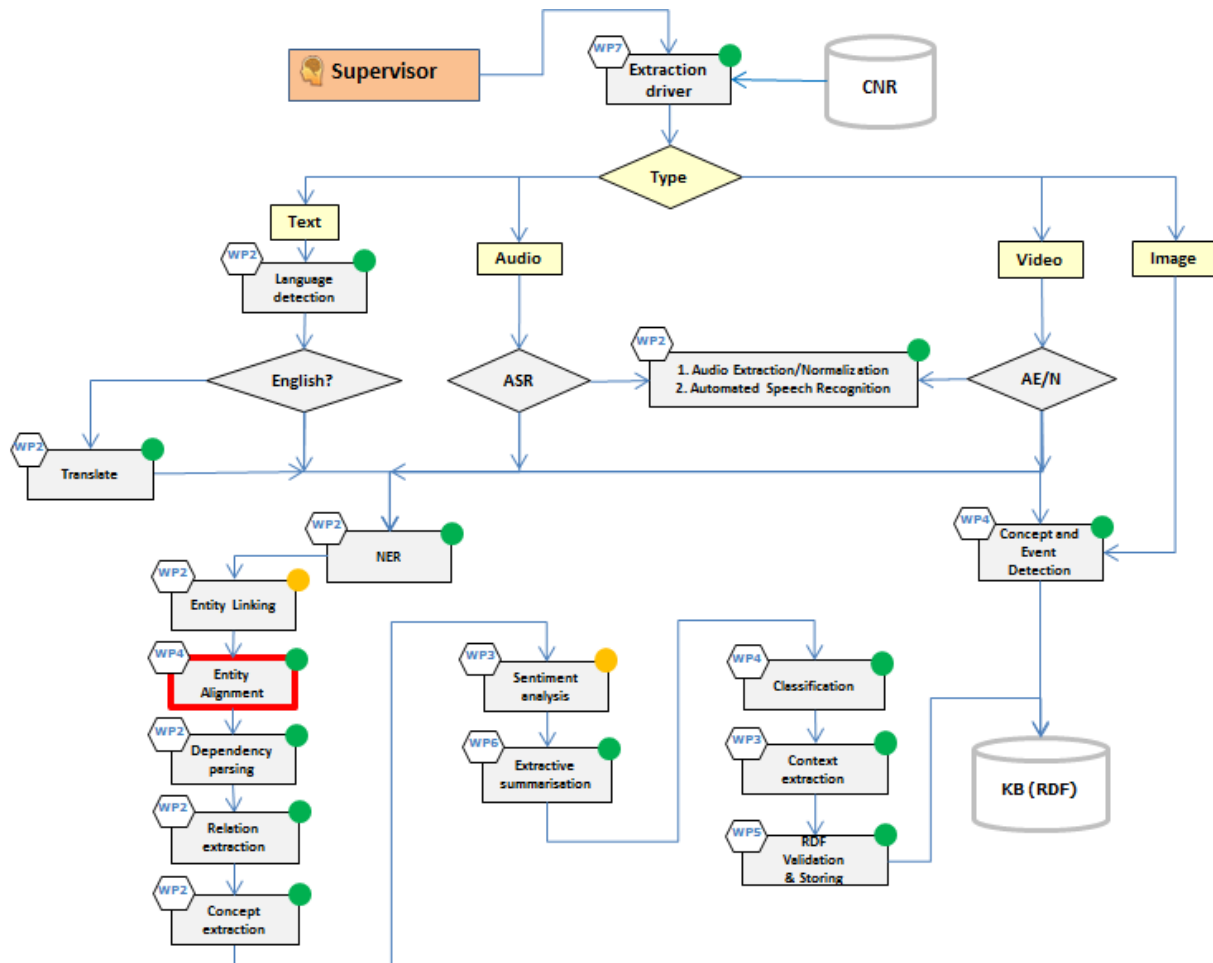 Supervisor
WP7
Extraction
driver
CNR
Type
Text
Audio
Video
Image
WP2
Language
detection
English?
ASR
WP2
1. Audio Extraction/Normalization
2. Automated Speech Recognition
AE/N
WP2
Translate
WP2
NER
WP4
Concept and
Event
Detection
WP2
Entity Linking
WP4
Entity
Alignment
WP2
Dependency
parsing
WP2
Relation
extraction
WP2
Concept
extraction
WP3
Sentiment
analysis
WP6
Extractive
summarisation
WP4
Classification
WP3
Context
extraction
WP5
RDF
Validation
& Storing
KB (RDF)